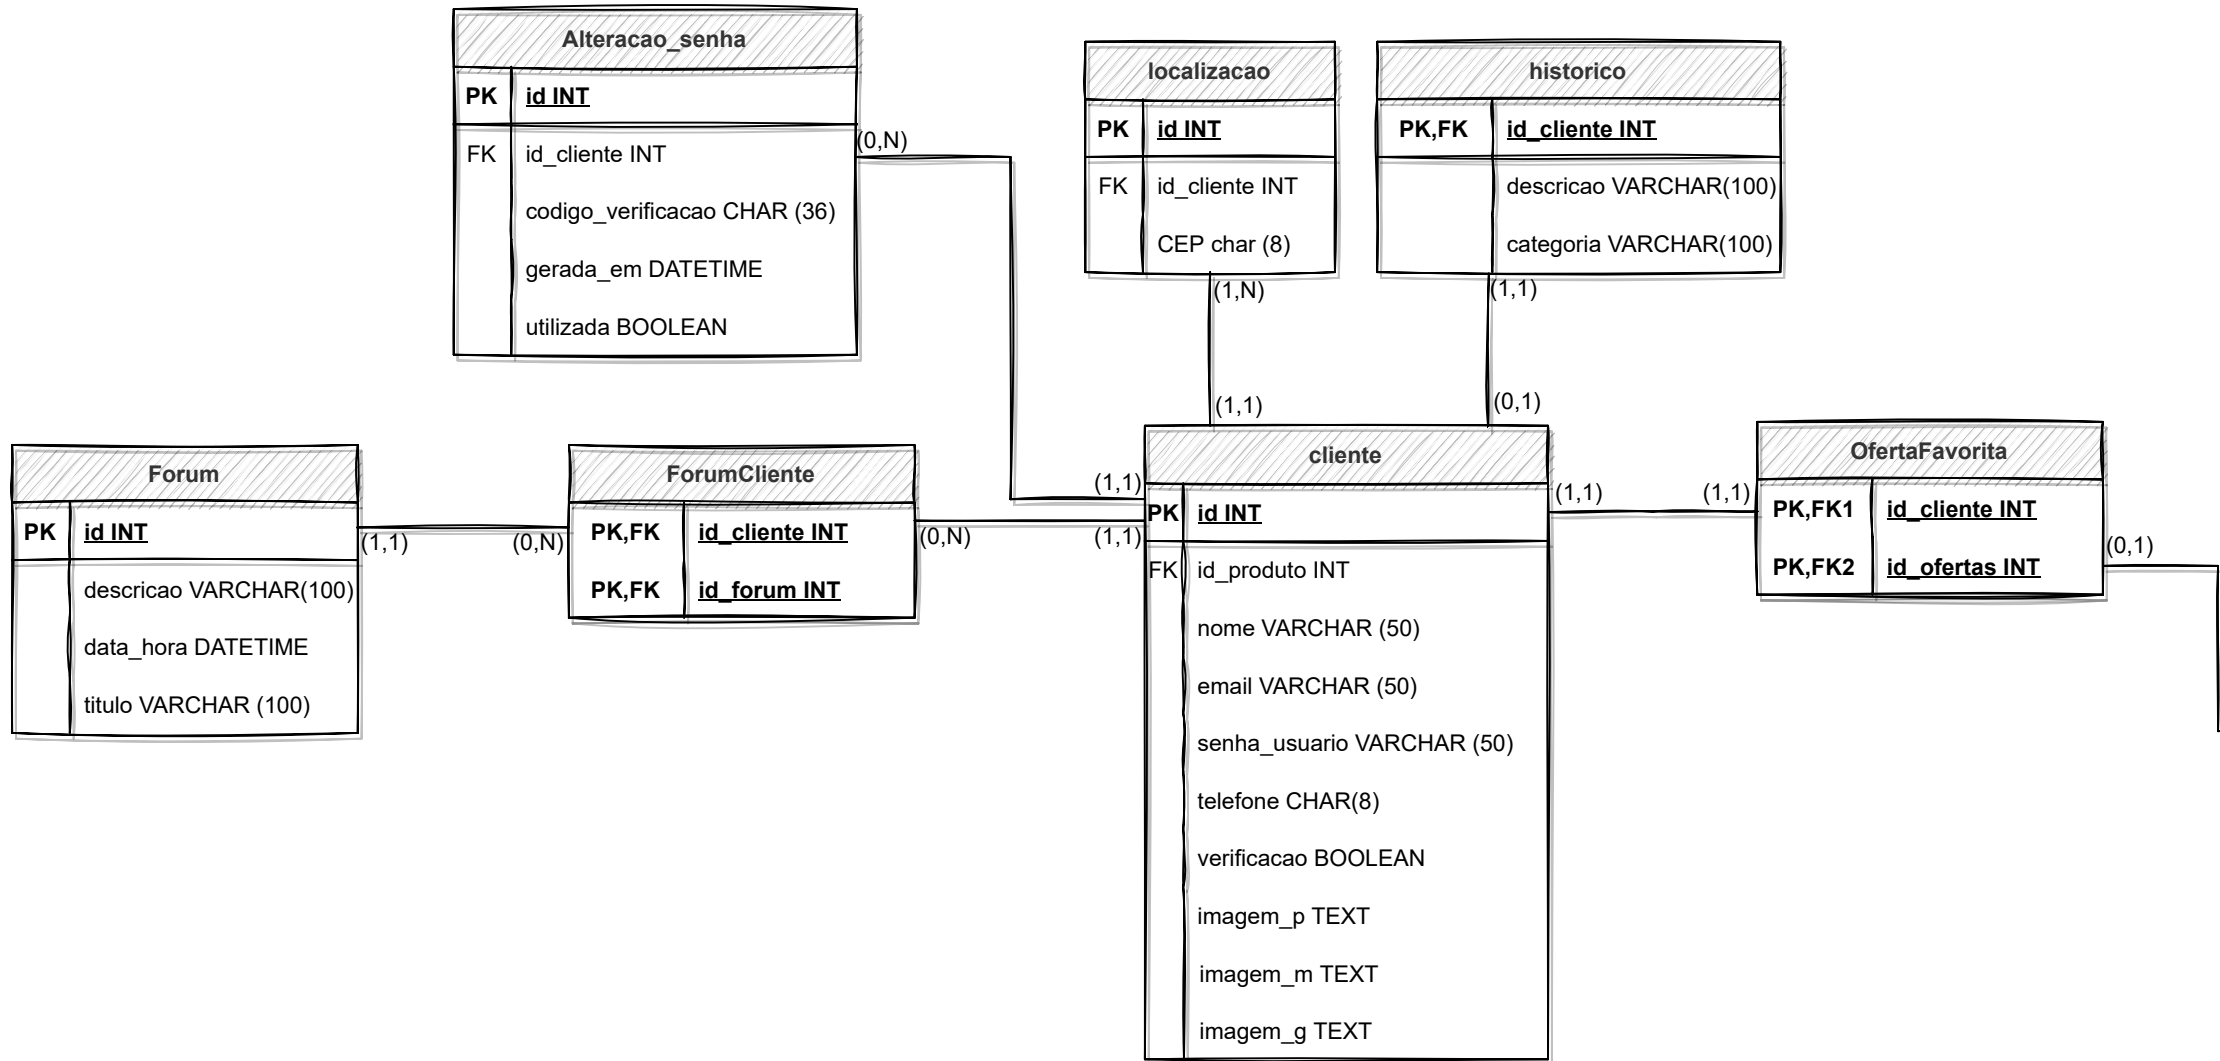 Alteracao_senha
PK id INT
FK id_cliente INT
codigo_verificacao CHAR (36)
gerada_em DATETIME
utilizada BOOLEAN
(0,N)
localizacao
PK id INT
FK id_cliente INT
CEP char (8)
(1,N)
(1,1)
historico
PK,FK id_cliente INT
descricao VARCHAR(100)
categoria VARCHAR(100)
(1,1)
(0,1)
Forum
PK id INT
descricao VARCHAR(100)
data_hora DATETIME
titulo VARCHAR (100)
(1,1)
(0,N)
ForumCliente
PK,FK id_cliente INT
PK,FK id_forum INT
(0,N)
(1,1)
(1,1)
cliente
PK id INT
FK id_produto INT
nome VARCHAR (50)
email VARCHAR (50)
senha_usuario VARCHAR (50)
telefone CHAR(8)
verificacao BOOLEAN
imagem_p TEXT
imagem_m TEXT
imagem_g TEXT
(1,1)
(1,1)
OfertaFavorita
PK,FK1 id_cliente INT
PK,FK2 id_ofertas INT
(0,1)